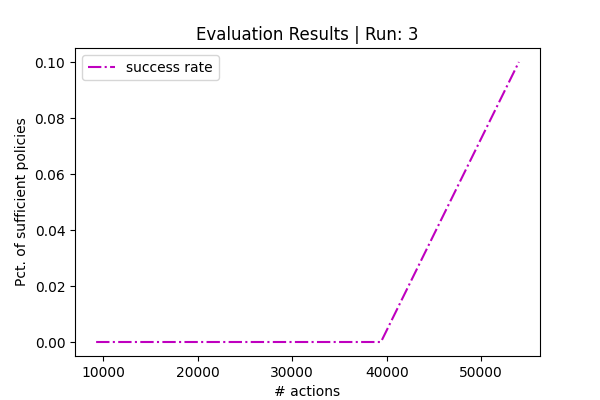 Evaluation Results | Run: 3
success rate
Pct. of sufficient policies
0.10
0.08
0.06
0.04
0.02
0.00
10000 20000 30000 40000 50000
# actions